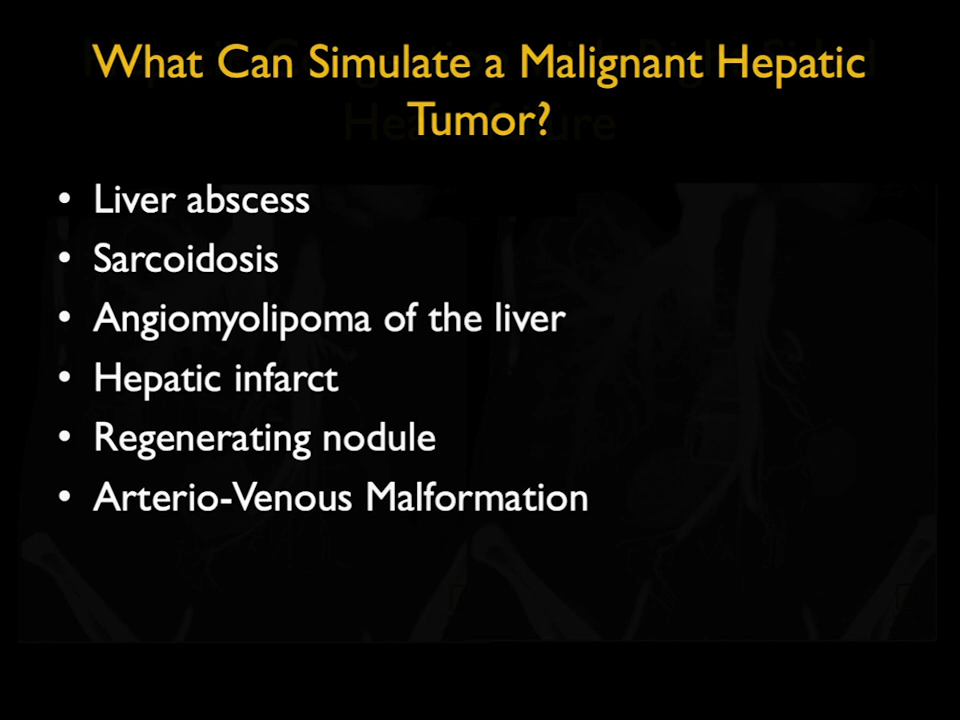 What Can Simulate a Malignant Hepatic
Tumor?
• Liver abscess
• Sarcoidosis
• Angiomyolipoma of the liver
• Hepatic infarct
• Regenerating nodule
• Arterio-Venous Malformation